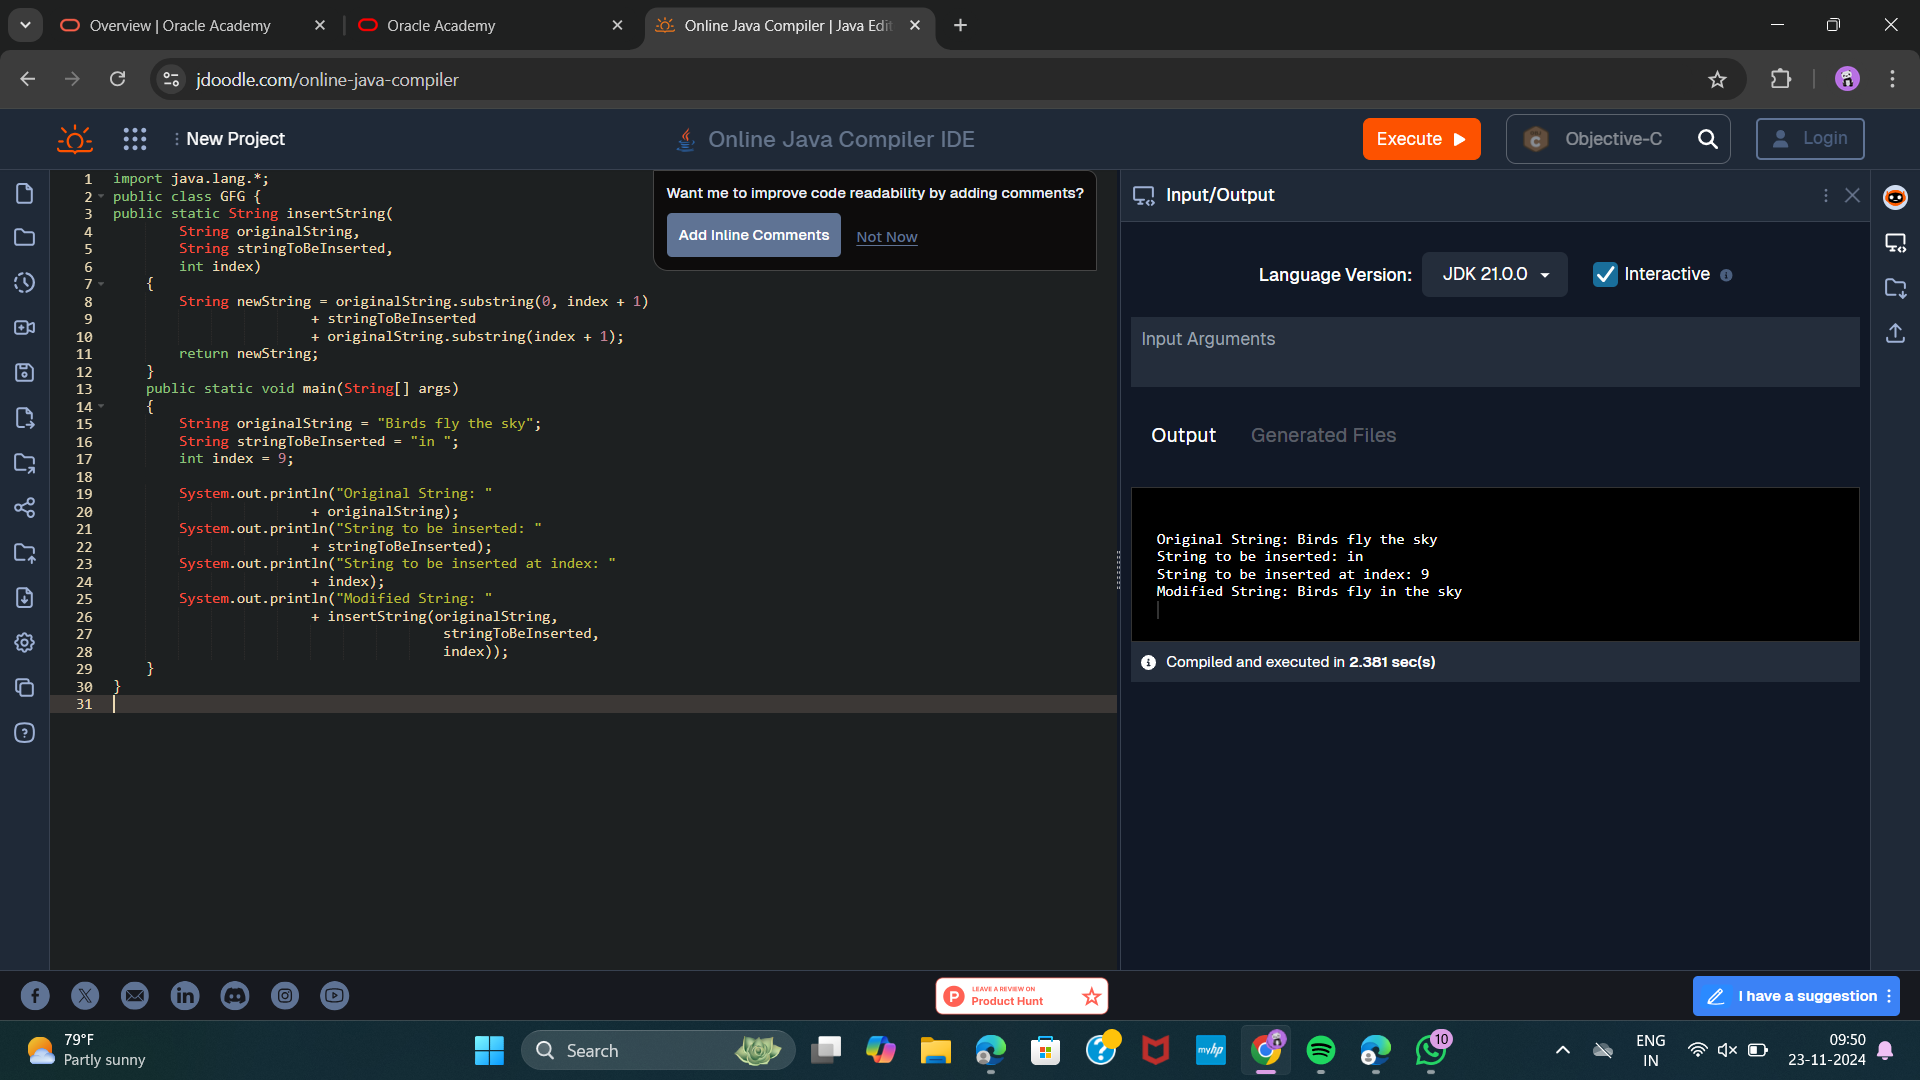 Overview | Oracle Academy
Oracle Academy
Online Java Compiler | Java Edit
jdoodle.com/online-java-compiler
New Project
Online Java Compiler IDE
Execute
Objective-C
Login
1 import java.lang.*;
2 public class GFG {
3 public static String insertString(
4 String originalString,
5 String stringToBeInserted,
6 int index)
7 {
8 String newString = originalString.substring(0, index + 1)
9 + stringToBeInserted
10 + originalString.substring(index + 1);
11 return newString;
12 }
13 public static void main(String[] args)
14 {
15 String originalString = "Birds fly the sky";
16 String stringToBeInserted = "in ";
17 int index = 9;
18
19 System.out.println("Original String: "
20 + originalString);
21 System.out.println("String to be inserted: "
22 + stringToBeInserted);
23 System.out.println("String to be inserted at index: "
24 + index);
25 System.out.println("Modified String: "
26 + insertString(originalString,
27 stringToBeInserted,
28 index));
29 }
30 }
31
Want me to improve code readability by adding comments?
Add Inline Comments
Not Now
Input/Output
Language Version:
JDK 21.0.0
Interactive
Input Arguments
Output
Generated Files
Original String: Birds fly the sky
String to be inserted: in
String to be inserted at index: 9
Modified String: Birds fly in the sky
Compiled and executed in 2.381 sec(s)
LEAVE A REVIEW ON
Product Hunt
I have a suggestion
79°F
Partly sunny
Search
myhp
10
ENG
IN
09:50
23-11-2024